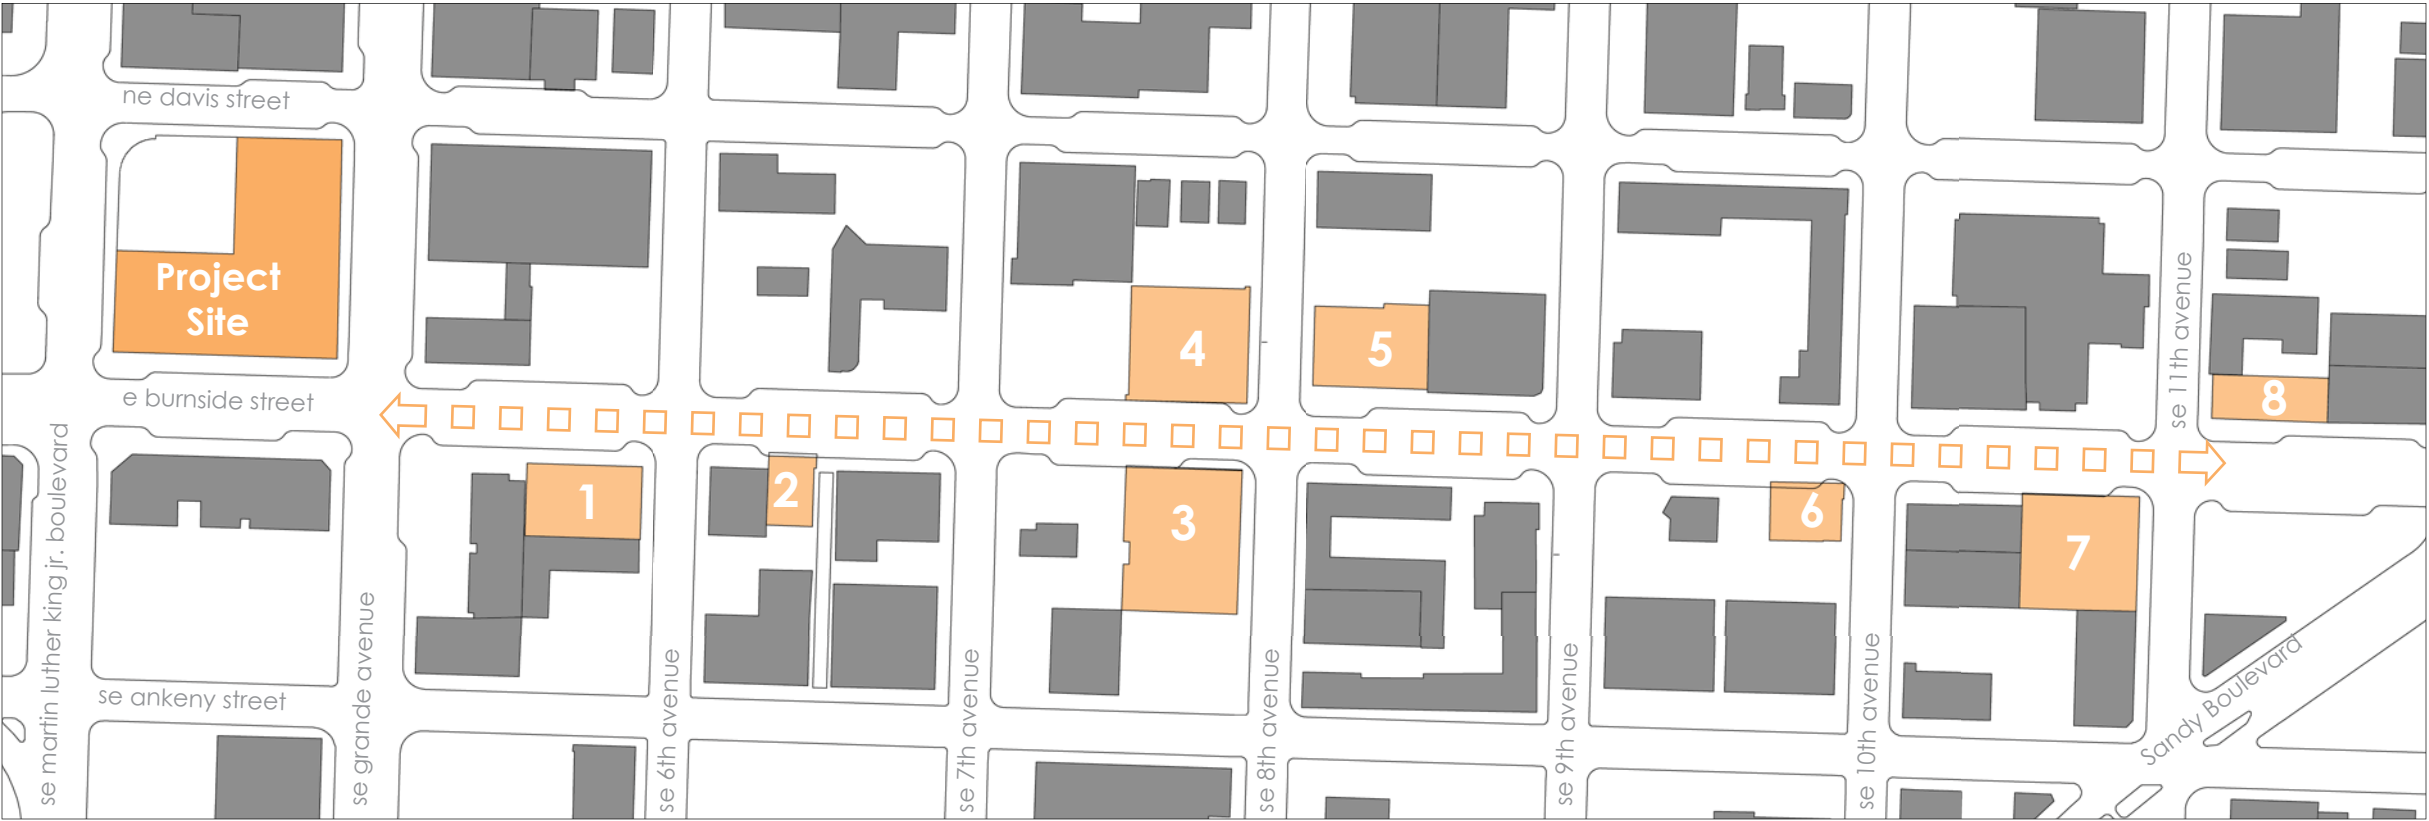 ne davis street
Project
Site
e burnside street
4
5
8
1
2
3
6
7
se ankeny street
se martin luther king jr. boulevard
se grande avenue
se 6th avenue
se 7th avenue
se 8th avenue
se 9th avenue
se 10th avenue
se 11th avenue
Sandy Boulevard